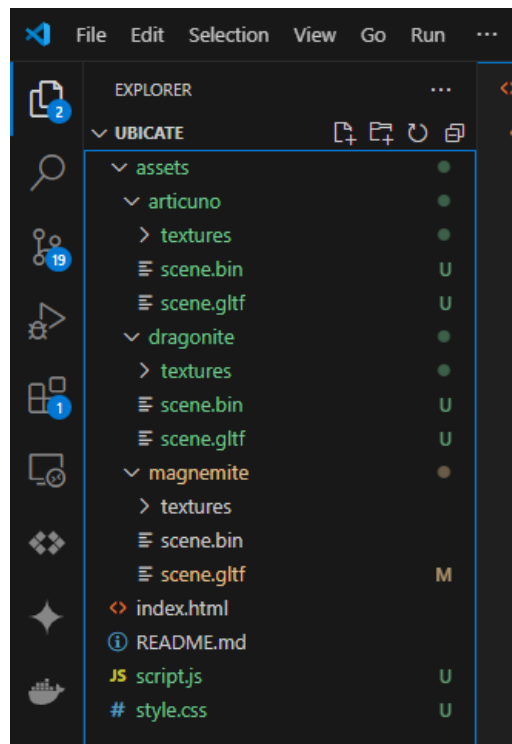 File Edit Selection View Go Run ...
EXPLORER ...
2
UBICATE
assets
articuno
textures
19
scene.bin U
scene.gltf U
dragonite
textures
1
scene.bin U
scene.gltf U
magnemite
textures
scene.bin
scene.gltf M
index.html
README.md
JS script.js U
# style.css U